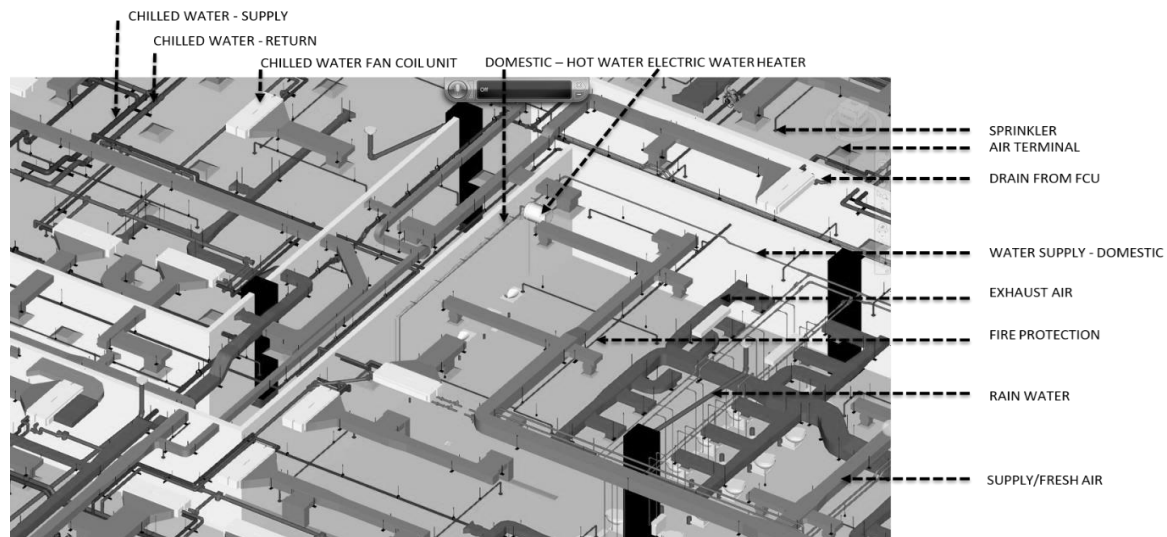 CHILLED WATER - SUPPLY
CHILLED WATER - RETURN
CHILLED WATER FAN COIL UNIT
DOMESTIC – HOT WATER ELECTRIC WATER HEATER
Off
SPRINKLER
AIR TERMINAL
DRAIN FROM FCU
WATER SUPPLY - DOMESTIC
EXHAUST AIR
FIRE PROTECTION
RAIN WATER
SUPPLY/FRESH AIR